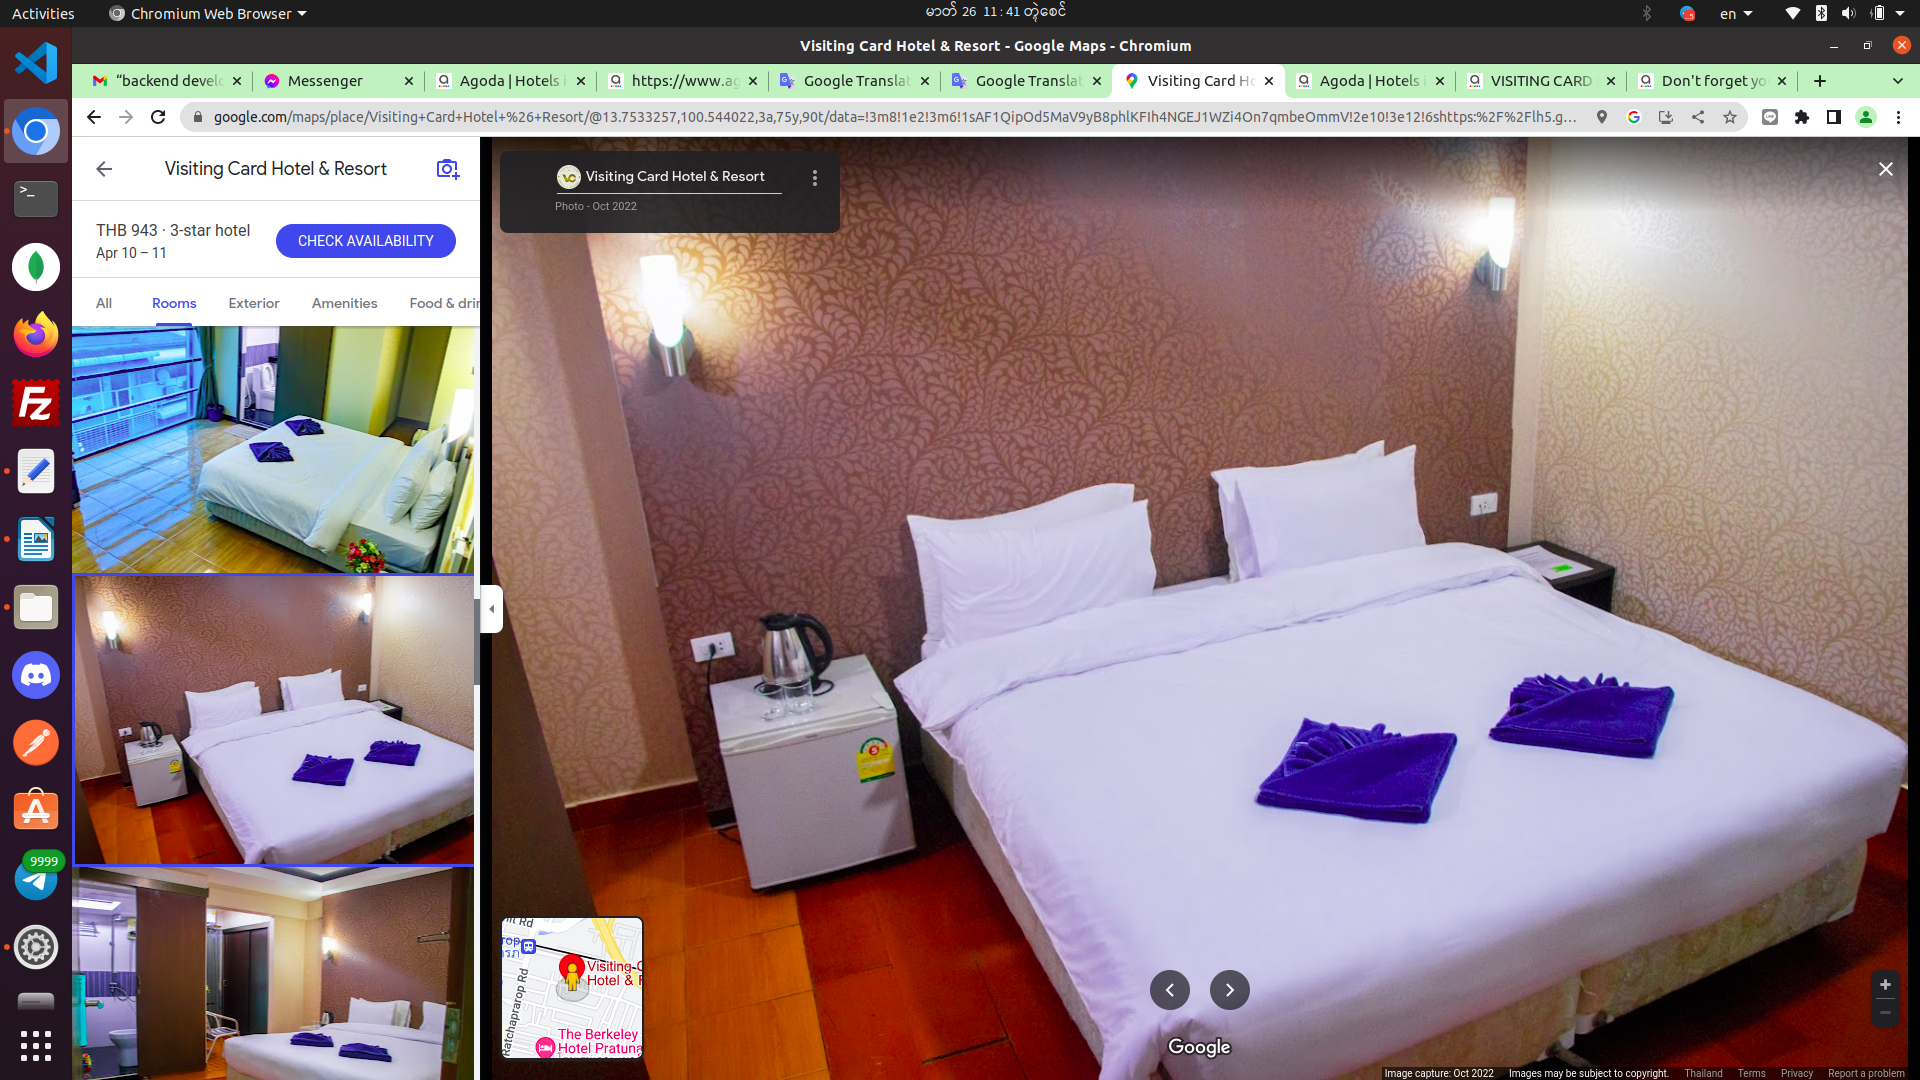 Activities
Chromium Web Browser
မာတ် 26 11 : 41
en
Visiting Card Hotel & Resort - Google Maps - Chromium
“backend develo
Messenger
Agoda | Hotels i
https://www.ag
Google Translat
Google Translat
Visiting Card Ho
Agoda | Hotels i
VISITING CARD
Don't forget yo
google.com/maps/place/Visiting+Card+Hotel+%26+Resort/@13.7533257,100.544022,3a,75y,90t/data=!3m8!1e2!3m6!1sAF1QipOd5MaV9yB8phlKFIh4NGEJ1WZi4On7qmbeOmmV!2e10!3e12!6shttps:%2F%2Flh5.g...
Visiting Card Hotel & Resort
THB 943 · 3-star hotel
Apr 10 – 11
CHECK AVAILABILITY
All
Rooms
Exterior
Amenities
Food & drin
VC
Visiting Card Hotel & Resort
Photo - Oct 2022
5
9999
Ratchaprarop Rd
Visiting C
Hotel & R
The Berkeley
Hotel Pratuna
Google
Image capture: Oct 2022
Images may be subject to copyright.
Thailand
Terms
Privacy
Report a problem